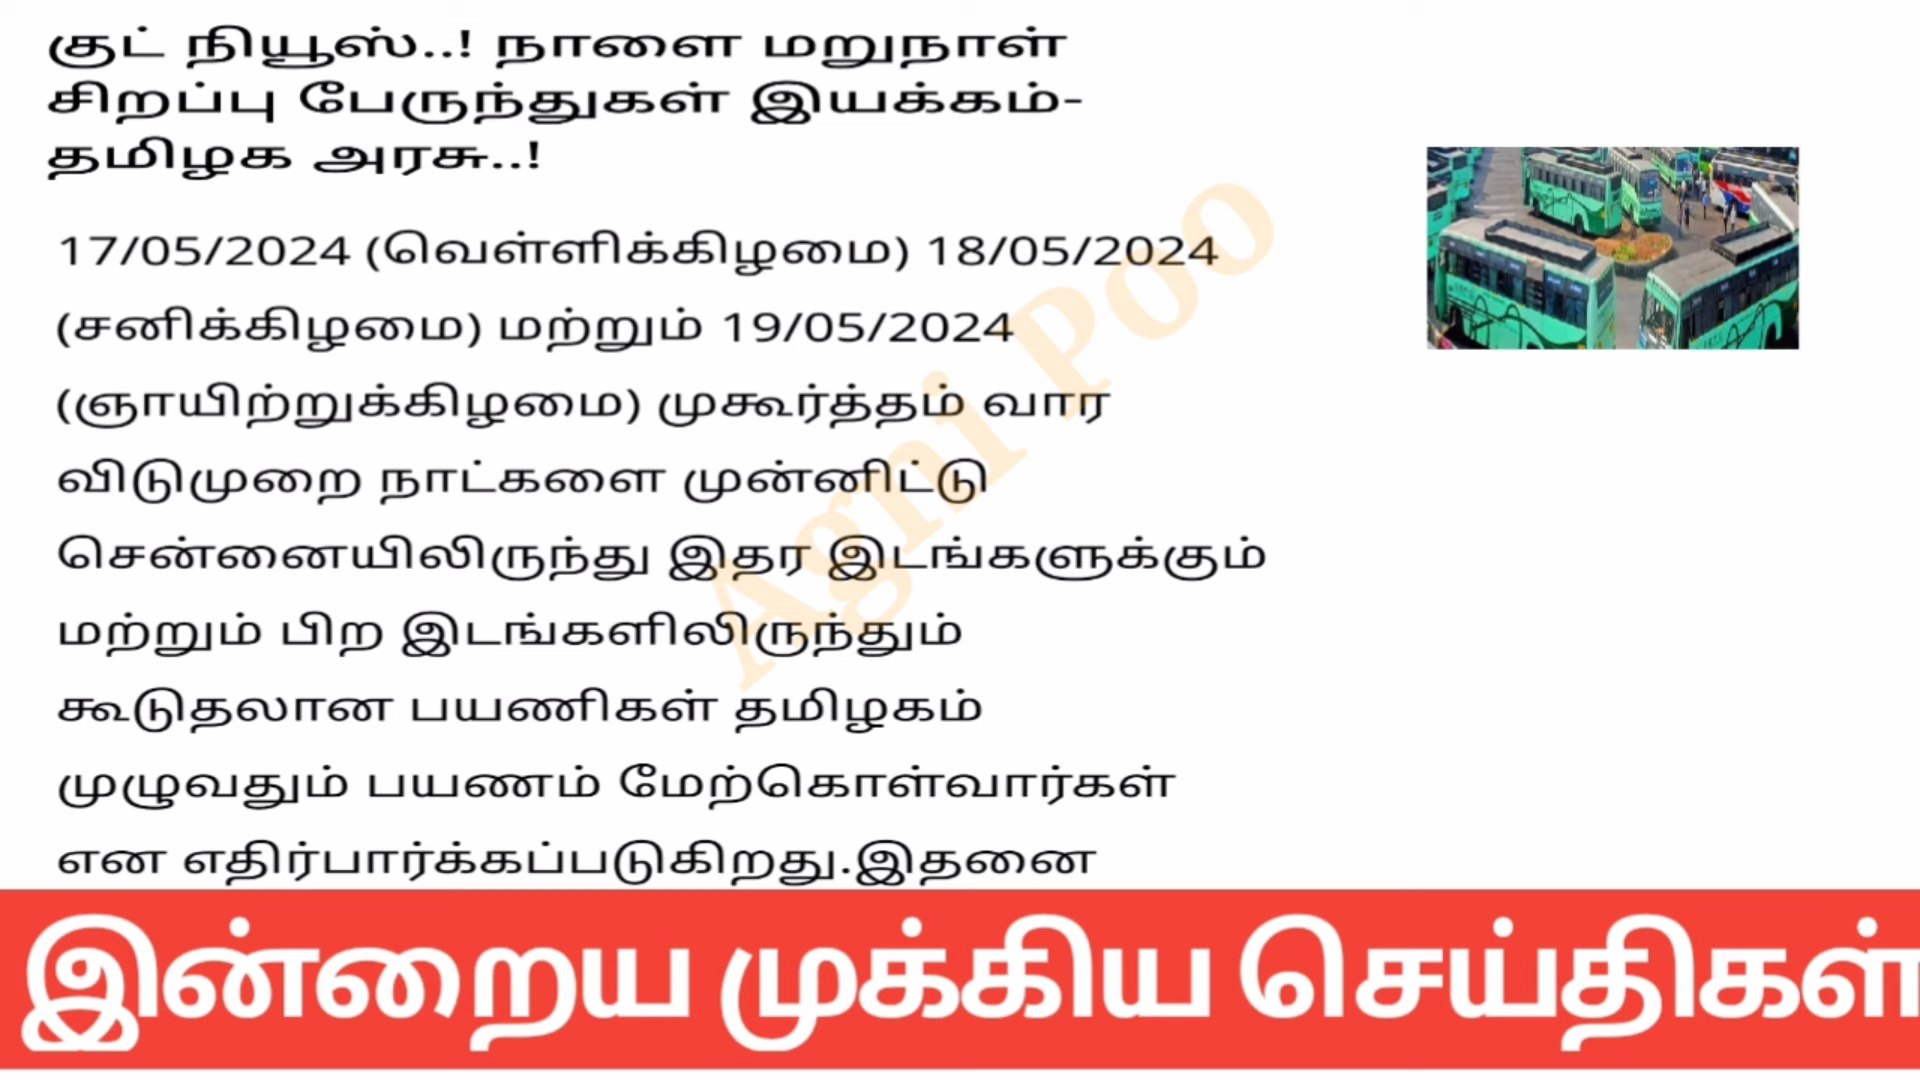 குட் நியூஸ்..! நாளை மறுநாள்
சிறப்பு பேருந்துகள் இயக்கம்-
தமிழக அரசு..!
17/05/2024 (வெள்ளிக்கிழமை) 18/05/2024
(சனிக்கிழமை) மற்றும் 19/05/2024
(ஞாயிற்றுக்கிழமை) முகூர்த்தம் வார
விடுமுறை நாட்களை முன்னிட்டு
சென்னையிலிருந்து இதர இடங்களுக்கும்
மற்றும் பிற இடங்களிலிருந்தும்
கூடுதலான பயணிகள் தமிழகம்
முழுவதும் பயணம் மேற்கொள்வார்கள்
என எதிர்பார்க்கப்படுகிறது.இதனை
Agni Poo
இன்றைய முக்கிய செய்திகள்